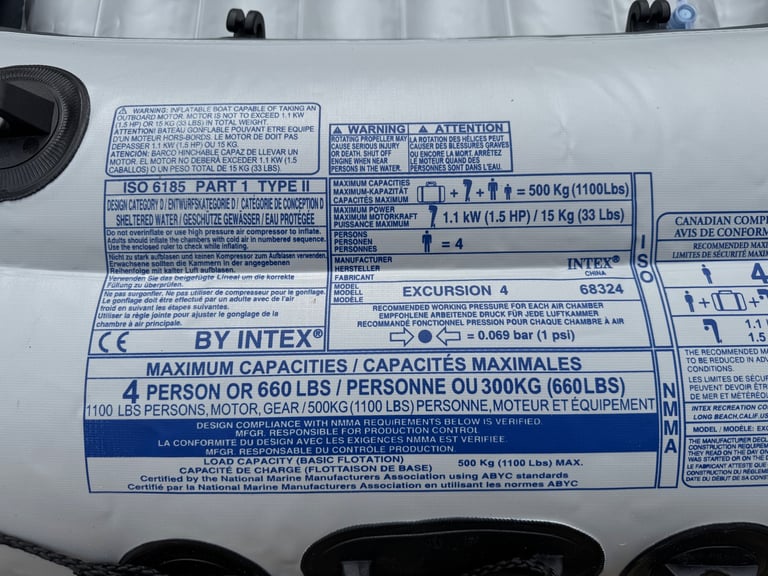 WARNING: INFLATABLE BOAT CAPABLE OF TAKING AN
OUTBOARD MOTOR. MOTOR IS NOT TO EXCEED 1.1 KW
(1.5 HP) OR 15 KG (33 LBS) IN TOTAL WEIGHT.
ATTENTION! BATEAU GONFLABLE POUVANT ETRE EQUIPE
D'UN MOTEUR HORS-BORDS. LE MOTEUR DE DOIT PAS
DEPASSER 1.1 KW (1.5 HP) OU 15 KG.
ATENCIÓN: BARCO HINCHABLE CAPAZ DE LLEVAR UN
MOTOR. EL MOTOR NO DEBERÁ EXCEDER 1.1 KW (1.5
CABALLOS) O UN PESO TOTAL DE 15 KG (33 LBS).
WARNING
ROTATING PROPELLER MAY
CAUSE SERIOUS INJURY
OR DEATH, SHUT OFF
ENGINE WHEN NEAR
PERSONS IN THE WATER.
ATTENTION
LA ROTATION DES HÉLICES PEUT
CAUSER DES BLESSURES GRAVES
OU ENCORE LA MORT. ARRÊTEZ
LE MOTEUR QUAND DES
PERSONNES SONT DANS L'EAU.
ISO 6185 PART 1 TYPE II
DESIGN CATEGORY D / ENTWURFSKATEGORIE D / CATÉGORIE DE CONCEPTION D
SHELTERED WATER / GESCHÜTZE GEWÄSSER / EAU PROTÉGÉE
Do not overinflate or use high pressure air compressor to inflate.
Adults should inflate the chambers with cold air in numbered sequence.
Use the enclosed ruler to check while inflating.
Nicht zu stark aufblasen und keinen Kompressor zum Aufblasen verwenden.
Erwachsene sollten die Kammern in der angegebenen
Reihenfolge mit kalter Luft aufblasen.
Verwenden Sie das beigefügte Lineal um die korrekte
Füllung zu überprüfen.
Ne pas surgonfler. Ne pas utiliser de compresseur pour le gonflage.
Le gonflage doit être effectué par un adulte avec de l'air
froid en suivant les étapes suivantes.
Utiliser la règle jointe pour ajuster le gonglage de la
chambre à air principale.
CE BY INTEX®
MAXIMUM CAPACITIES
MAXIMUM-KAPAZITÄT
CAPACITÉS MAXIMUM
+ + = 500 Kg (1100Lbs)
MAXIMUM POWER
MAXIMUM MOTORKRAFT
PUISSANCE MAXIMUM
1.1 kW (1.5 HP) / 15 Kg (33 Lbs)
PERSONS
PERSONEN
PERSONNES
= 4
MANUFACTURER
HERSTELLER
FABRICANT
INTEX®
CHINA
MODEL
MODELL
MODÈLE
EXCURSION 4 68324
RECOMMENDED WORKING PRESSURE FOR EACH AIR CHAMBER
EMPFOHLENE ARBEITENDE DRUCK FÜR JEDE LUFTKAMMER
RECOMMANDÉ FONCTIONNEL PRESSION POUR CHAQUE CHAMBRE À AIR
= 0.069 bar (1 psi)
ISO
MAXIMUM CAPACITIES / CAPACITÉS MAXIMALES
4 PERSON OR 660 LBS / PERSONNE OU 300KG (660LBS)
1100 LBS PERSONS, MOTOR, GEAR / 500KG (1100 LBS) PERSONNE, MOTEUR ET ÉQUIPEMENT
DESIGN COMPLIANCE WITH NMMA REQUIREMENTS BELOW IS VERIFIED.
MFGR. RESPONSIBLE FOR PRODUCTION CONTROL
LA CONFORMITE DU DESIGN AVEC LES EXIGENCES NMMA EST VERIFIEE.
MFGR. RESPONSABLE DU CONTRÔLE DE PRODUCTION.
LOAD CAPACITY (BASIC FLOTATION)
CAPACITÉ DE CHARGE (FLOTTAISON DE BASE)
500 Kg (1100 Lbs) MAX.
Certified by the National Marine Manufacturers Association using ABYC standards
Certifié par la National Marine Manufacturers Association en utilisant les normes ABYC
NMMA
CANADIAN
AVIS DE
RECOMMENDED
LIMITES DE SÉCURITÉ
4
+ +
1.1
1.5
THE RECOMMENDED
TO BE REDUCED IN
CONDITIONS.
LES LIMITES DE
PEUVENT DEVOIR
DE MER ET
INTEX RECREATION
LONG BEACH, CALIF.
MODEL / MODÈLE:
THE MANUFACTURER
CONSTRUCTION
THEY READ ON THE
WAS STARTED OR ON THE
LE FABRICANT ATTESTE QUE
CONSTRUCTION DU
DATE DU DÉBUT DE SA